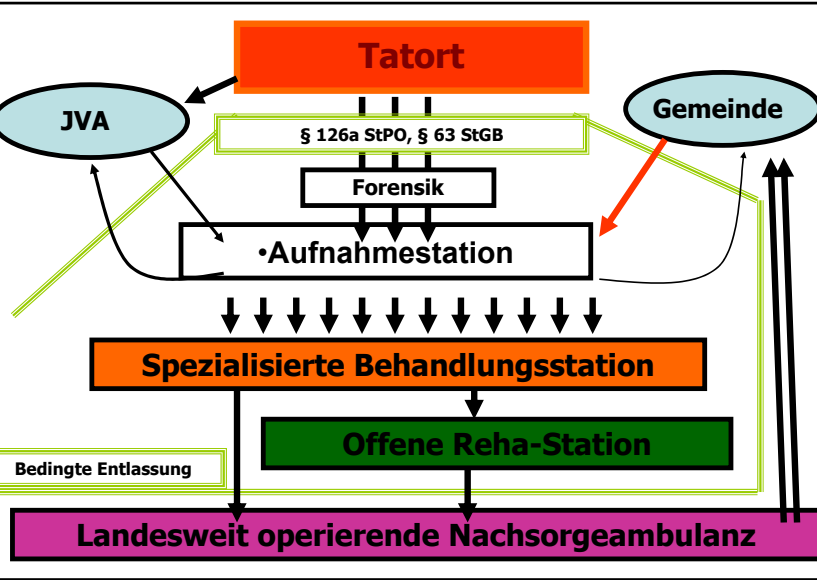 Tatort
JVA
Gemeinde
§ 126a StPO, § 63 StGB
Forensik
•Aufnahmestation
Spezialisierte Behandlungsstation
Offene Reha-Station
Bedingte Entlassung
Landesweit operierende Nachsorgeambulanz